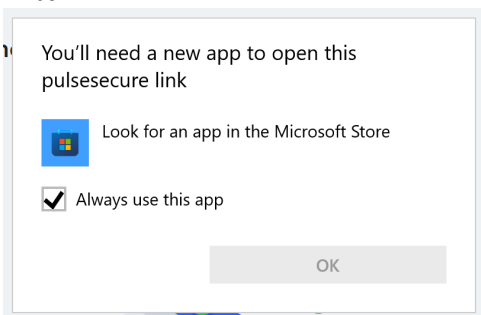 You'll need a new app to open this
pulsesecure link
Look for an app in the Microsoft Store
Always use this app
OK